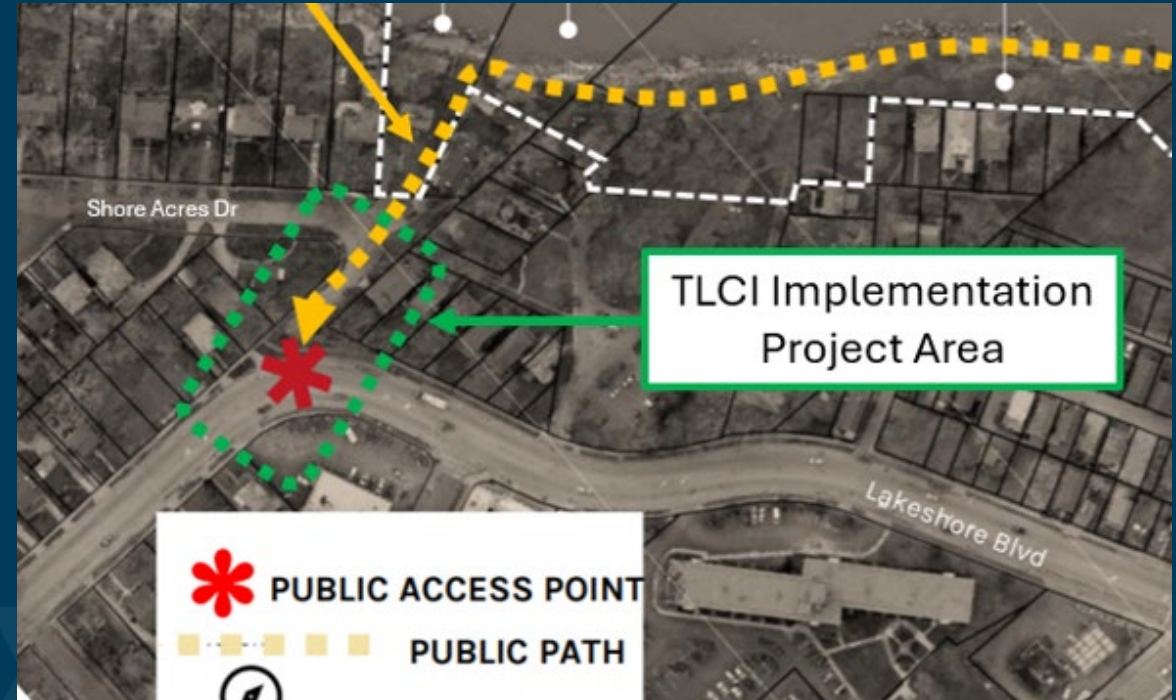 Shore Acres Dr
TLCI Implementation
Project Area
Lakeshore Blvd
PUBLIC ACCESS POINT
PUBLIC PATH